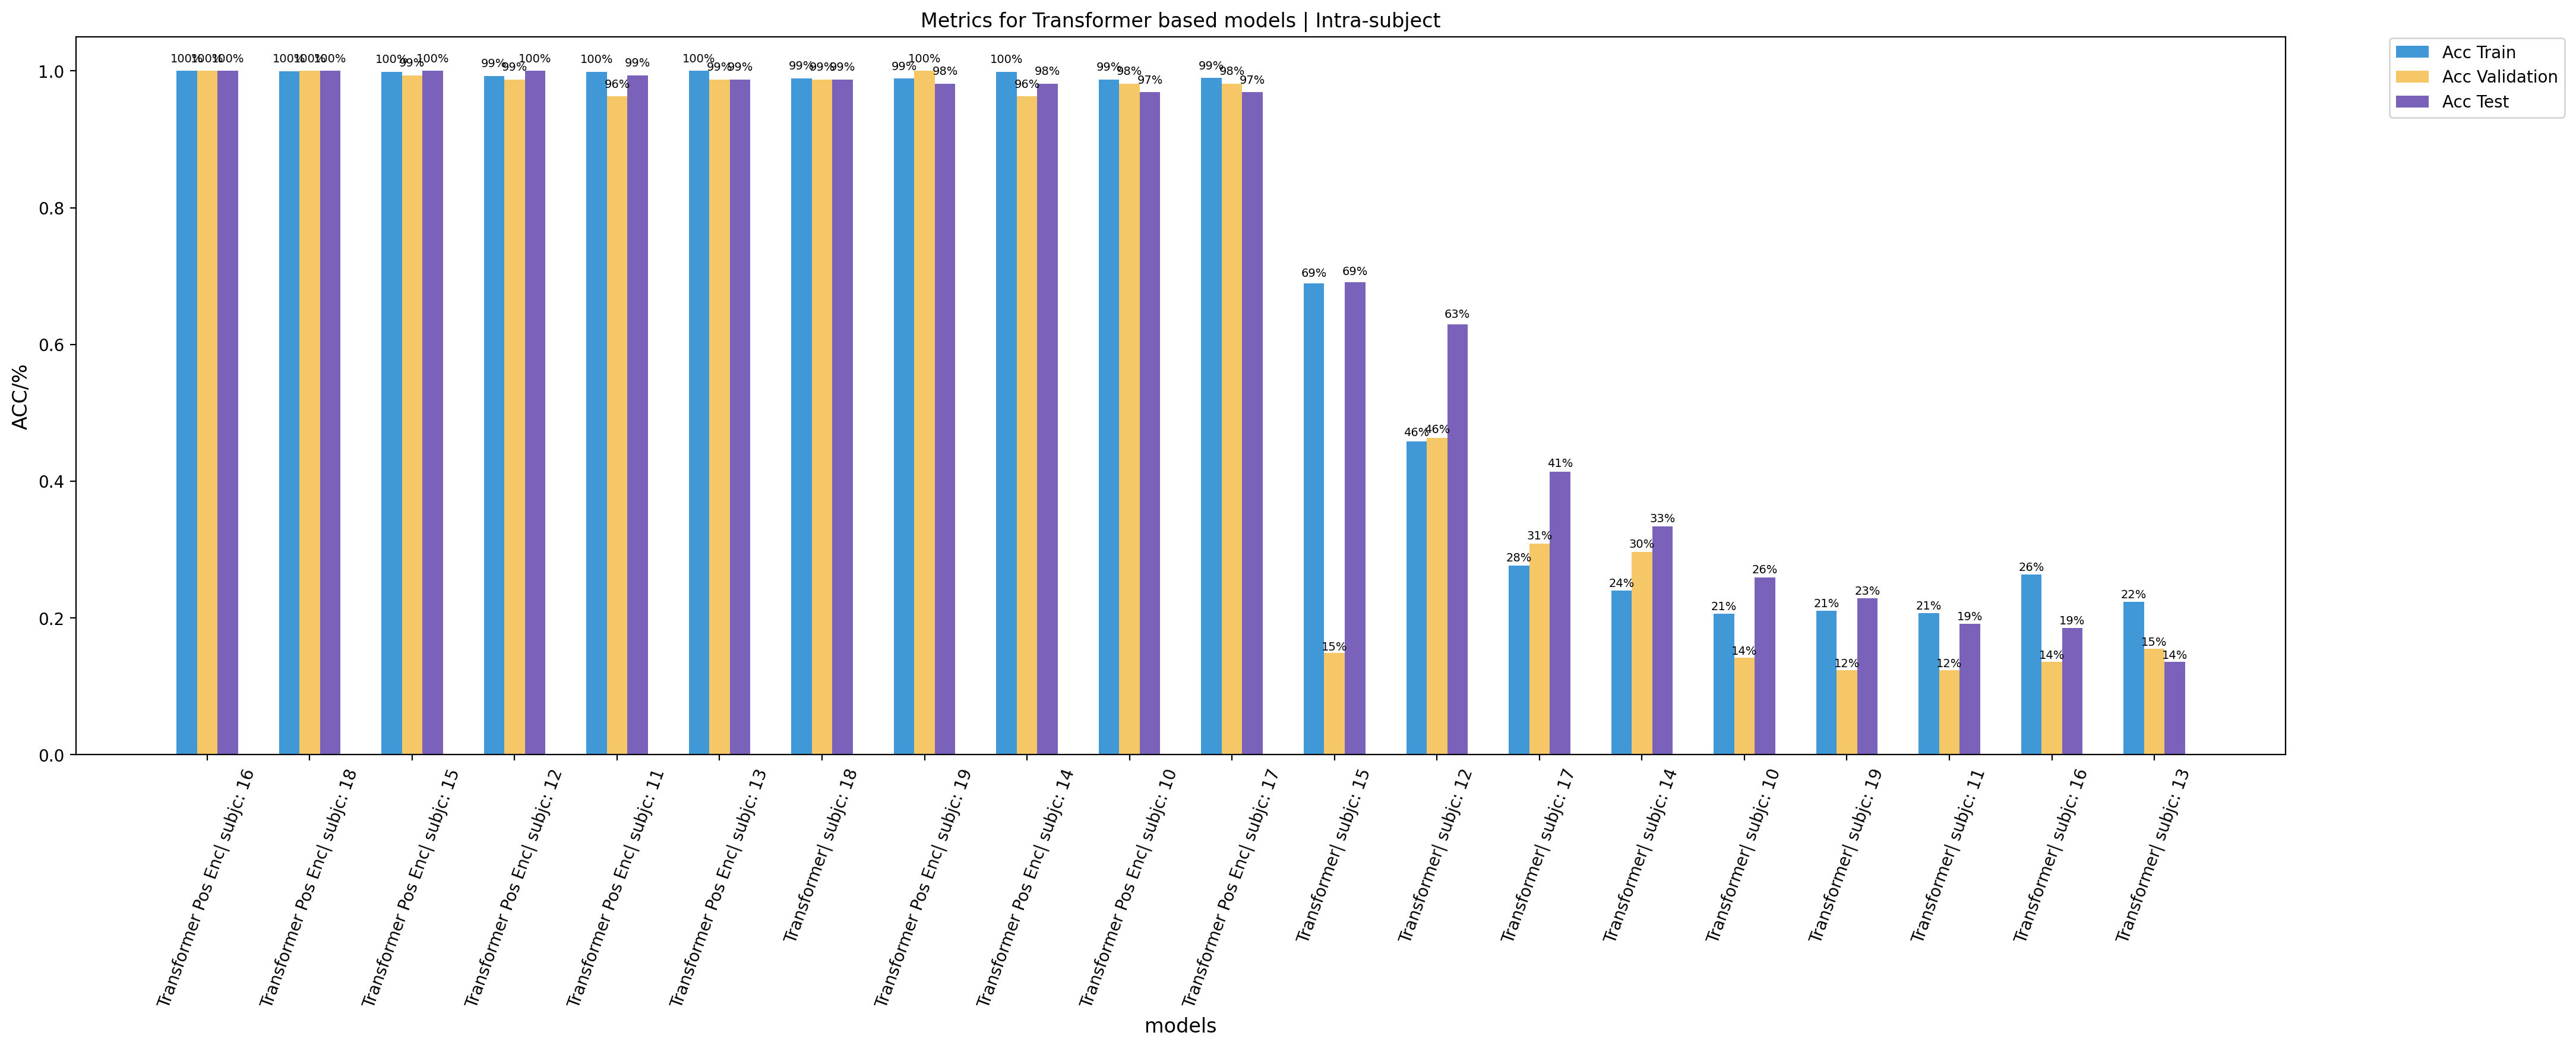 Metrics for Transformer based models | Intra-subject
Acc Train
Acc Validation
Acc Test
ACC/%
1.0
0.8
0.6
0.4
0.2
0.0
100% 100% 100%
100% 100% 100%
100% 99% 100%
99% 99% 100%
100% 96% 99%
100% 99% 99%
99% 99% 99%
99% 100% 98%
100% 96% 98%
99% 98% 97%
99% 98% 97%
69% 15% 69%
46% 46% 63%
28% 31% 41%
24% 30% 33%
21% 14% 26%
21% 12% 23%
21% 12% 19%
26% 14% 19%
22% 15% 14%
Transformer Pos Enc| subjc: 16
Transformer Pos Enc| subjc: 18
Transformer Pos Enc| subjc: 15
Transformer Pos Enc| subjc: 12
Transformer Pos Enc| subjc: 11
Transformer Pos Enc| subjc: 13
Transformer| subjc: 18
Transformer Pos Enc| subjc: 19
Transformer Pos Enc| subjc: 14
Transformer Pos Enc| subjc: 10
Transformer Pos Enc| subjc: 17
Transformer| subjc: 15
Transformer| subjc: 12
Transformer| subjc: 17
Transformer| subjc: 14
Transformer| subjc: 10
Transformer| subjc: 19
Transformer| subjc: 11
Transformer| subjc: 16
Transformer| subjc: 13
models